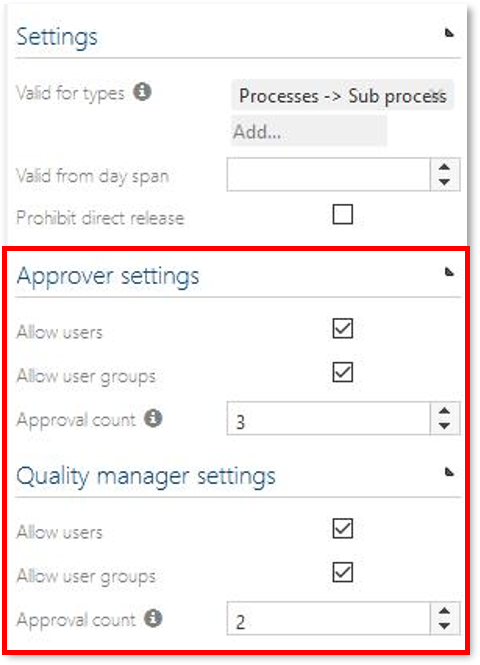 Settings
Valid for types
Processes -> Sub process
Add...
Valid from day span
Prohibit direct release
Approver settings
Allow users
Allow user groups
Approval count 3
Quality manager settings
Allow users
Allow user groups
Approval count 2